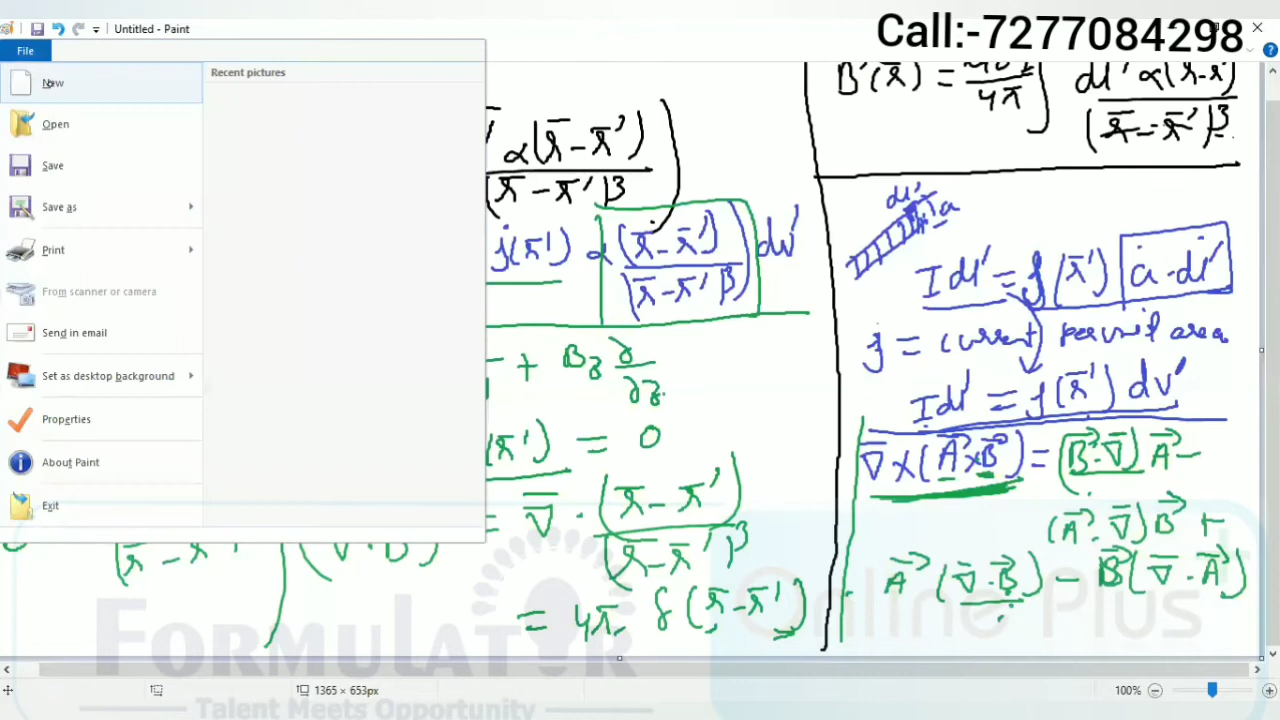 Untitled - Paint
Call:-7277084298
File
New
Recent pictures
Open
Save
Save as
Print
From scanner or camera
Send in email
Set as desktop background
Properties
About Paint
Exit
B'(r̄) =
4π
dl' × (r̄-r̄')
(r̄-r̄')³
× (r̄-r̄')
(r̄-r̄')³
j(r̄') × (r̄-r̄') dv'
(r̄-r̄')³
dl'
a
I dl' = j(r̄') a·dl'
j = current per unit area
I dl' = j(r̄') dv'
+ B_z ∂
∂z
(r̄') = 0
= ∇̄ · (r̄-r̄')
(r̄-r̄')³
= 4π δ(r̄-r̄')
∇̄×(A⃗×B⃗) = (B⃗·∇̄)A⃗ -
(A⃗·∇̄)B⃗ +
A⃗(∇̄·B⃗) - B⃗(∇̄·A⃗)
FORMULATOR
Talent Meets Opportunity
Online Plus
1365 × 653px
100%